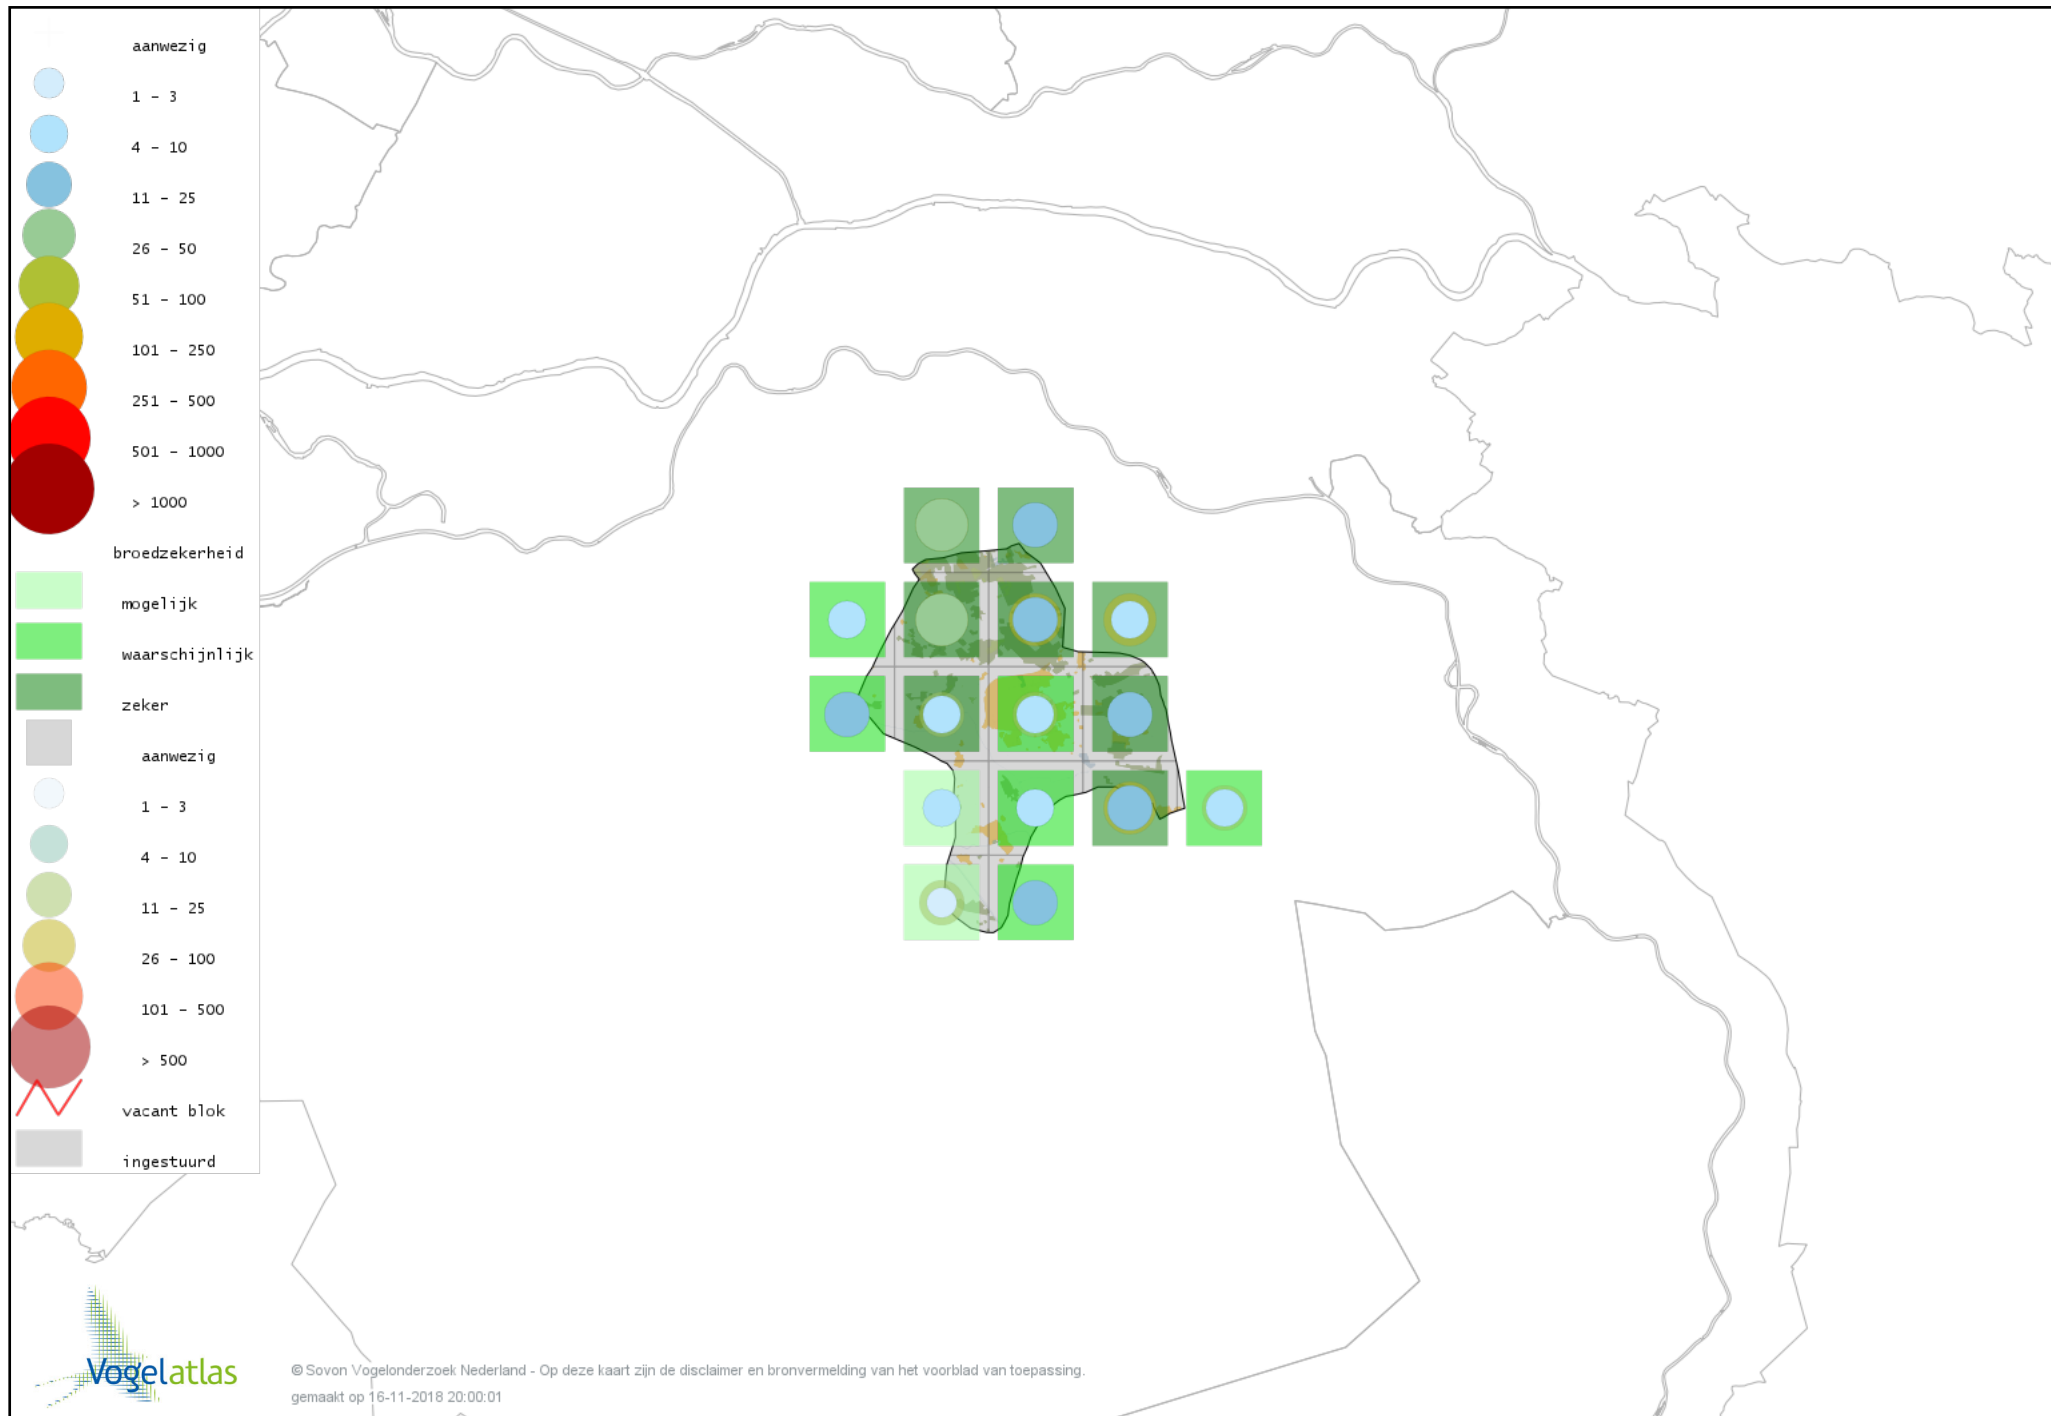 aanwezig
1 - 3
4 - 10
11 - 25
26 - 50
51 - 100
101 - 250
251 - 500
501 - 1000
> 1000
broedzekerheid
mogelijk
waarschijnlijk
zeker
aanwezig
1 - 3
4 - 10
11 - 25
26 - 100
101 - 500
> 500
vacant blok
ingestuurd
Vogelatlas
© Sovon Vogelonderzoek Nederland - Op deze kaart zijn de disclaimer en bronvermelding van het voorblad van toepassing.
gemaakt op 16-11-2018 20:00:01